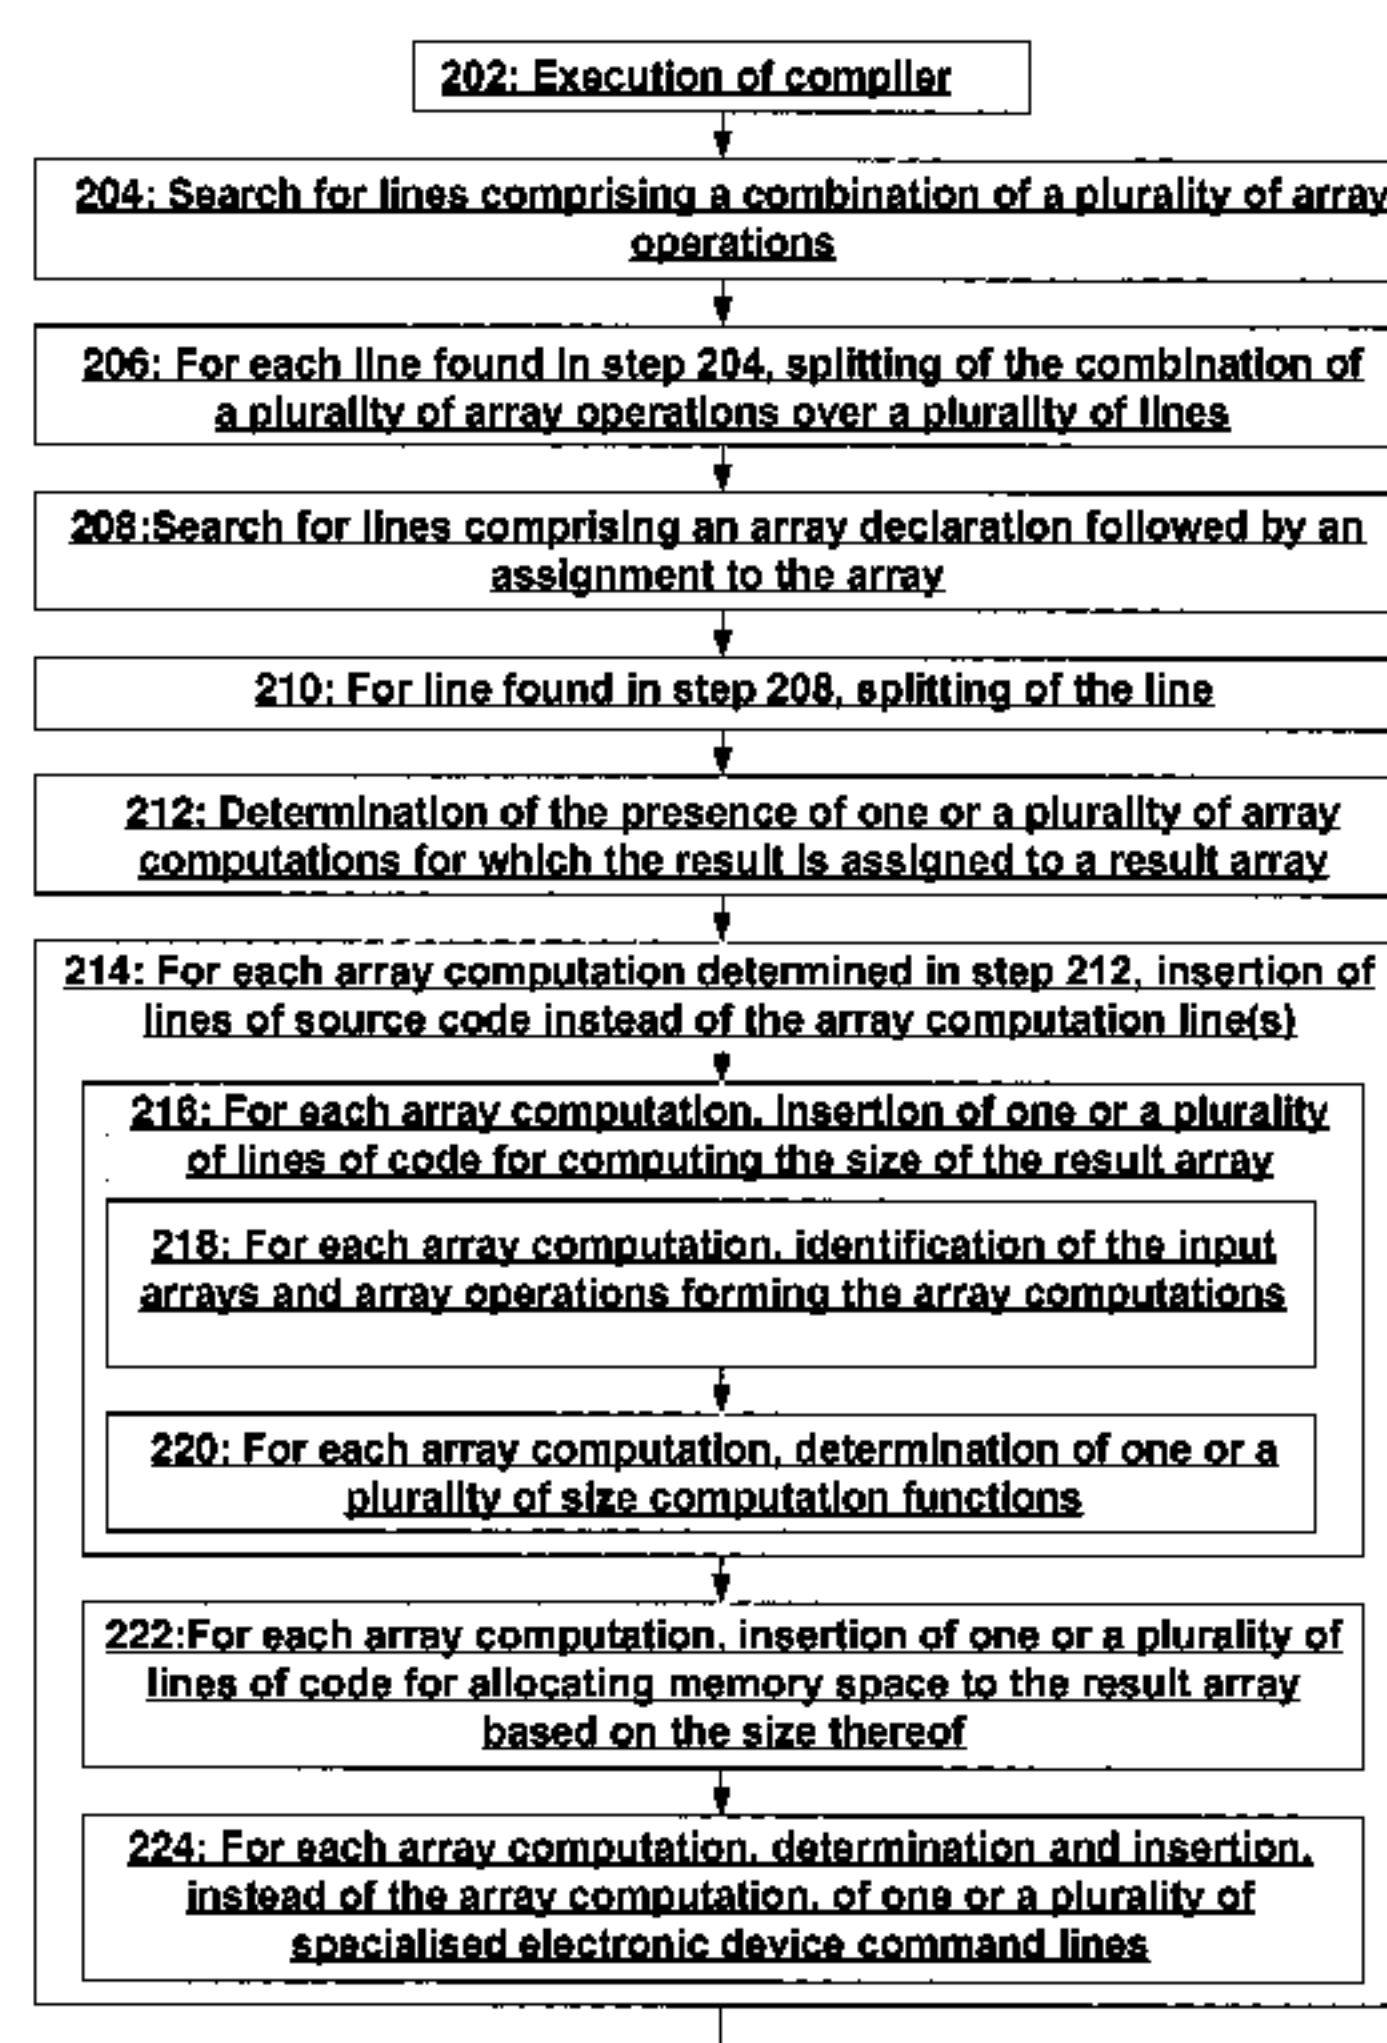 202: Execution of compiler
204: Search for lines comprising a combination of a plurality of array
operations
206: For each line found in step 204, splitting of the combination of
a plurality of array operations over a plurality of lines
208:Search for lines comprising an array declaration followed by an
assignment to the array
210: For line found in step 208, splitting of the line
212: Determination of the presence of one or a plurality of array
computations for which the result is assigned to a result array
214: For each array computation determined in step 212, insertion of
lines of source code instead of the array computation line(s)
216: For each array computation, insertion of one or a plurality
of lines of code for computing the size of the result array
218: For each array computation, identification of the input
arrays and array operations forming the array computations
220: For each array computation, determination of one or a
plurality of size computation functions
222:For each array computation, insertion of one or a plurality of
lines of code for allocating memory space to the result array
based on the size thereof
224: For each array computation, determination and insertion,
instead of the array computation, of one or a plurality of
specialised electronic device command lines